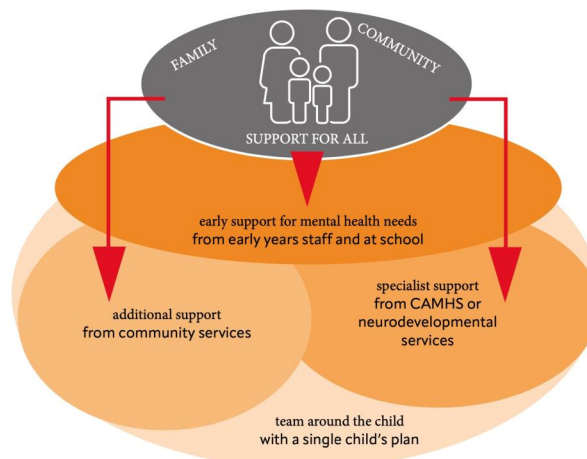 FAMILY
COMMUNITY
SUPPORT FOR ALL
early support for mental health needs
from early years staff and at school
additional support
from community services
specialist support
from CAMHS or
neurodevelopmental
services
team around the child
with a single child's plan